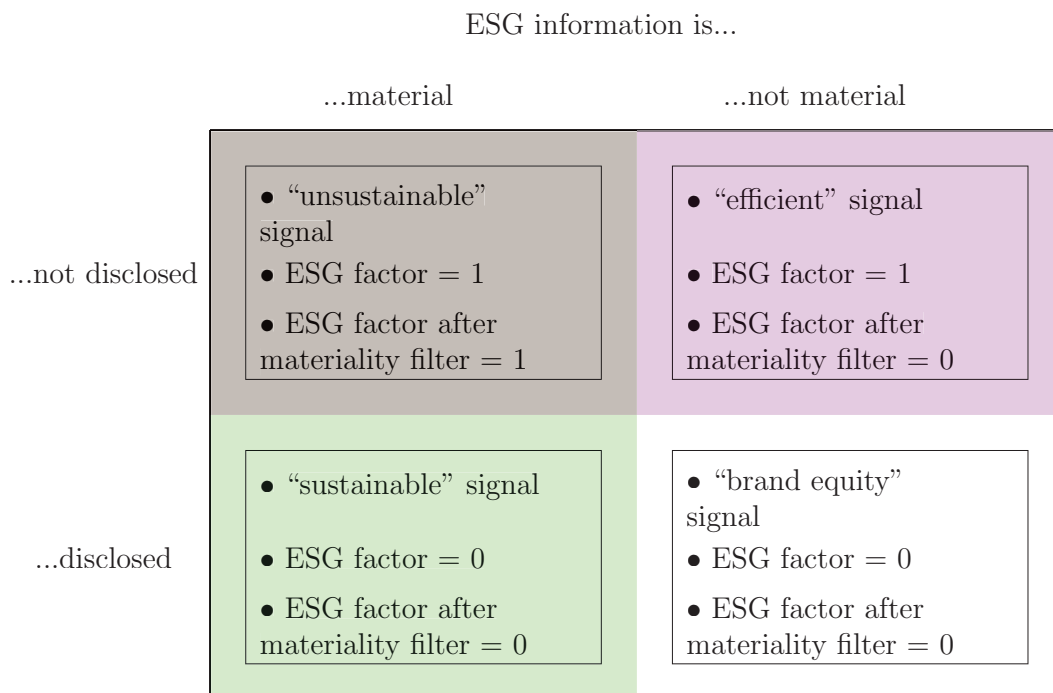 ESG information is...
...material
...not material
...not disclosed
● “unsustainable”
signal
● ESG factor = 1
● ESG factor after
materiality filter = 1
● “efficient” signal
● ESG factor = 1
● ESG factor after
materiality filter = 0
...disclosed
● “sustainable” signal
● ESG factor = 0
● ESG factor after
materiality filter = 0
● “brand equity”
signal
● ESG factor = 0
● ESG factor after
materiality filter = 0